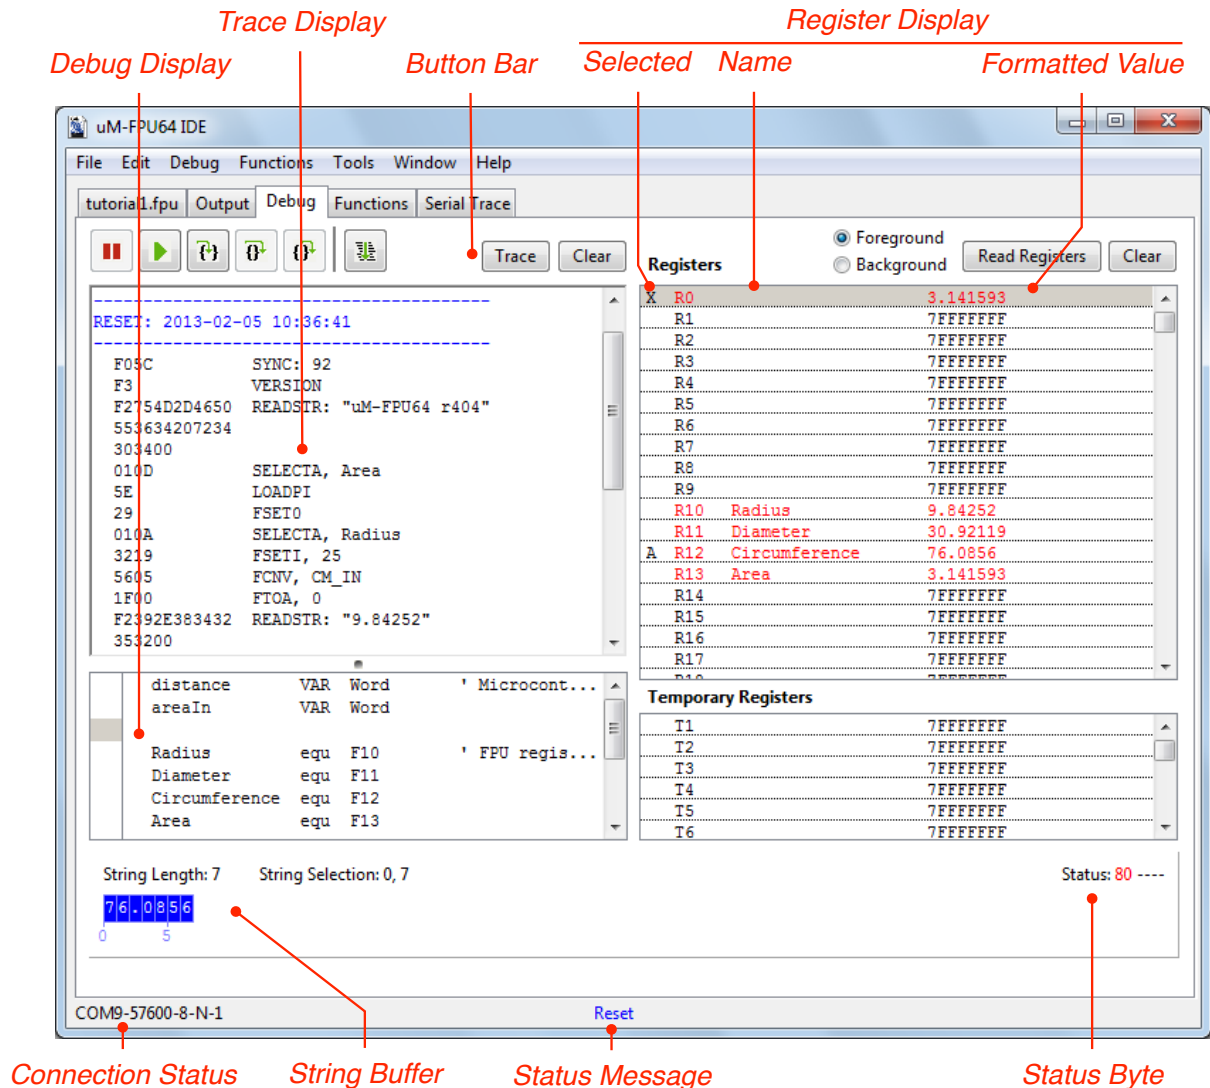 Trace Display
Register Display
Debug Display
Button Bar
Selected
Name
Formatted Value
uM-FPU64 IDE
File Edit Debug Functions Tools Window Help
tutorial1.fpu Output Debug Functions Serial Trace
Trace Clear
Registers
Foreground
Background
Read Registers Clear
RESET: 2013-02-05 10:36:41
F05C SYNC: 92
F3 VERSION
F2754D2D4650 READSTR: "uM-FPU64 r404"
553634207234
303400
010D SELECTA, Area
5E LOADPI
29 FSET0
010A SELECTA, Radius
3219 FSETI, 25
5605 FCNV, CM_IN
1F00 FTOA, 0
F2392E383432 READSTR: "9.84252"
353200
X R0 3.141593
R1 7FFFFFFF
R2 7FFFFFFF
R3 7FFFFFFF
R4 7FFFFFFF
R5 7FFFFFFF
R6 7FFFFFFF
R7 7FFFFFFF
R8 7FFFFFFF
R9 7FFFFFFF
R10 Radius 9.84252
R11 Diameter 30.92119
A R12 Circumference 76.0856
R13 Area 3.141593
R14 7FFFFFFF
R15 7FFFFFFF
R16 7FFFFFFF
R17 7FFFFFFF
distance VAR Word ' Microcont...
areaIn VAR Word
Radius equ F10 ' FPU regis...
Diameter equ F11
Circumference equ F12
Area equ F13
Temporary Registers
T1 7FFFFFFF
T2 7FFFFFFF
T3 7FFFFFFF
T4 7FFFFFFF
T5 7FFFFFFF
T6 7FFFFFFF
String Length: 7 String Selection: 0, 7
Status: 80 ----
76.0856
0 5
COM9-57600-8-N-1
Reset
Connection Status
String Buffer
Status Message
Status Byte